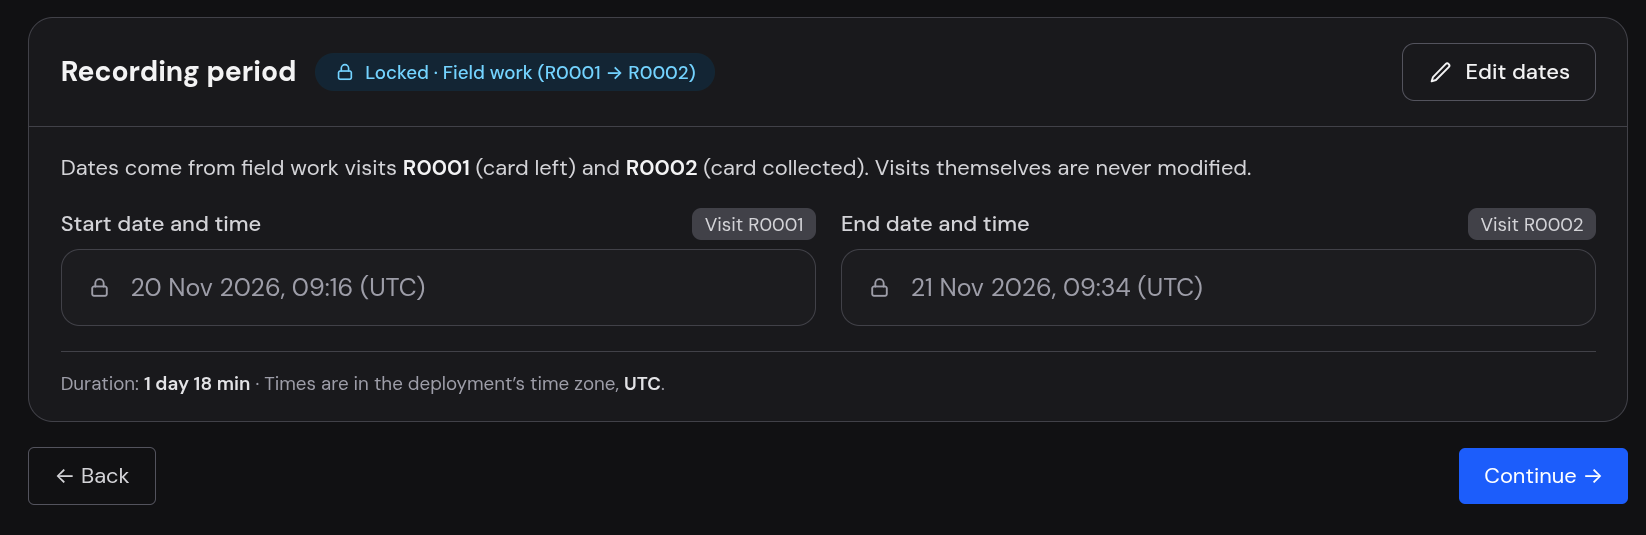 Recording period
Locked · Field work (R0001 → R0002)
Edit dates
Dates come from field work visits R0001 (card left) and R0002 (card collected). Visits themselves are never modified.
Start date and time
Visit R0001
End date and time
Visit R0002
20 Nov 2026, 09:16 (UTC)
21 Nov 2026, 09:34 (UTC)
Duration: 1 day 18 min · Times are in the deployment’s time zone, UTC.
← Back
Continue →